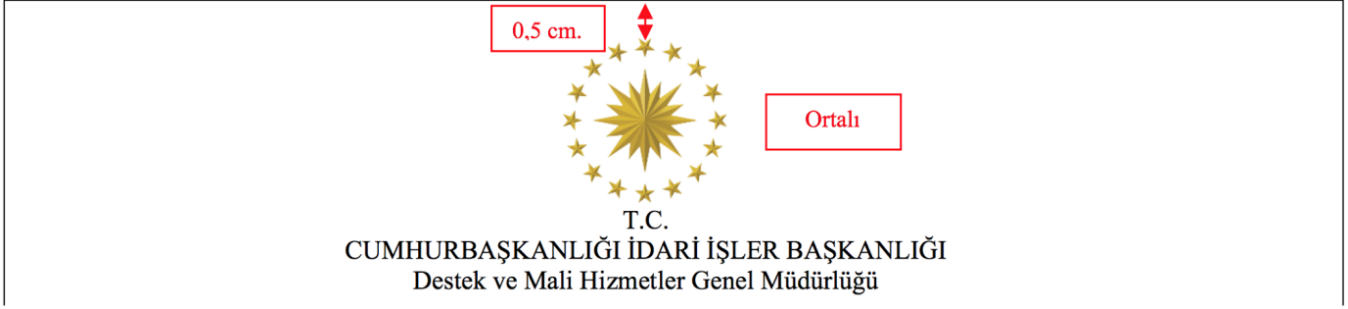 0,5 cm.
Ortalı
T.C.
CUMHURBAŞKANLIĞI İDARİ İŞLER BAŞKANLIĞI
Destek ve Mali Hizmetler Genel Müdürlüğü